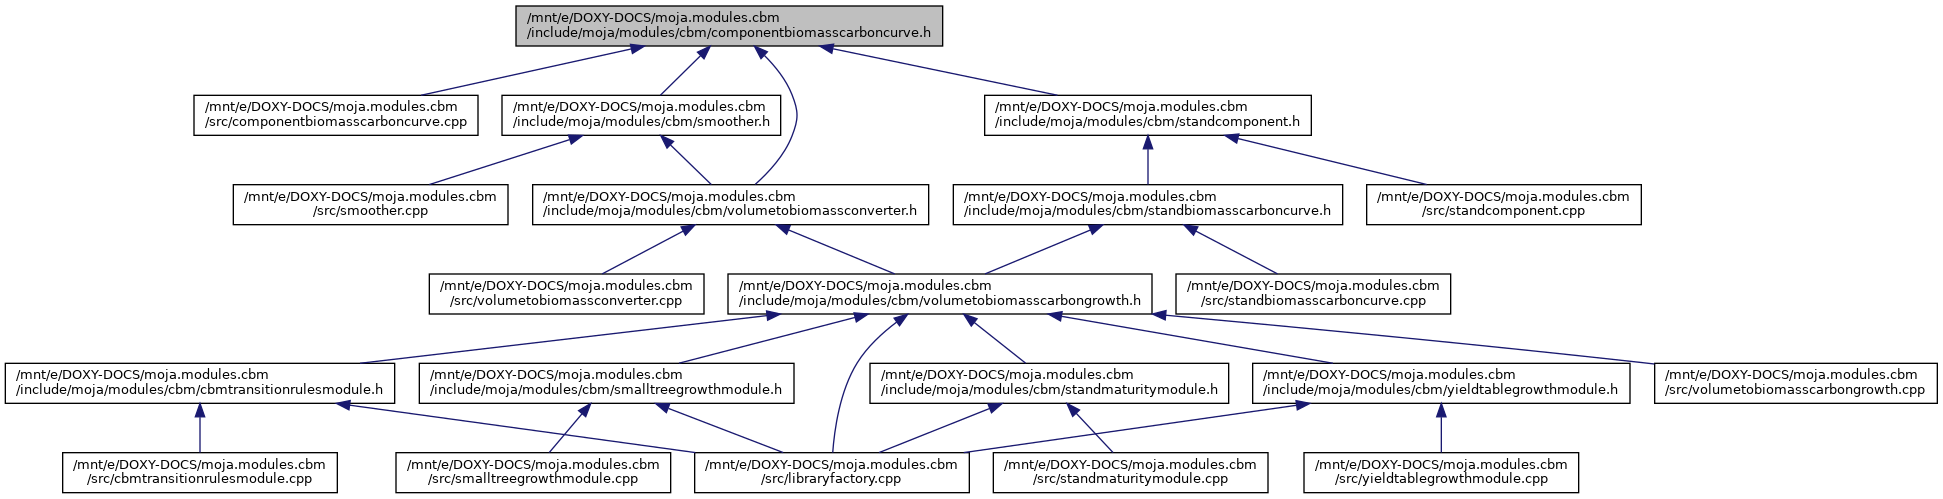 /mnt/e/DOXY-DOCS/moja.modules.cbm
/include/moja/modules/cbm/componentbiomasscarboncurve.h
/mnt/e/DOXY-DOCS/moja.modules.cbm
/src/componentbiomasscarboncurve.cpp
/mnt/e/DOXY-DOCS/moja.modules.cbm
/include/moja/modules/cbm/smoother.h
/mnt/e/DOXY-DOCS/moja.modules.cbm
/include/moja/modules/cbm/standcomponent.h
/mnt/e/DOXY-DOCS/moja.modules.cbm
/src/smoother.cpp
/mnt/e/DOXY-DOCS/moja.modules.cbm
/include/moja/modules/cbm/volumetobiomassconverter.h
/mnt/e/DOXY-DOCS/moja.modules.cbm
/include/moja/modules/cbm/standbiomasscarboncurve.h
/mnt/e/DOXY-DOCS/moja.modules.cbm
/src/standcomponent.cpp
/mnt/e/DOXY-DOCS/moja.modules.cbm
/src/volumetobiomassconverter.cpp
/mnt/e/DOXY-DOCS/moja.modules.cbm
/include/moja/modules/cbm/volumetobiomasscarbongrowth.h
/mnt/e/DOXY-DOCS/moja.modules.cbm
/src/standbiomasscarboncurve.cpp
/mnt/e/DOXY-DOCS/moja.modules.cbm
/include/moja/modules/cbm/cbmtransitionrulesmodule.h
/mnt/e/DOXY-DOCS/moja.modules.cbm
/include/moja/modules/cbm/smalltreegrowthmodule.h
/mnt/e/DOXY-DOCS/moja.modules.cbm
/include/moja/modules/cbm/standmaturitymodule.h
/mnt/e/DOXY-DOCS/moja.modules.cbm
/include/moja/modules/cbm/yieldtablegrowthmodule.h
/mnt/e/DOXY-DOCS/moja.modules.cbm
/src/volumetobiomasscarbongrowth.cpp
/mnt/e/DOXY-DOCS/moja.modules.cbm
/src/cbmtransitionrulesmodule.cpp
/mnt/e/DOXY-DOCS/moja.modules.cbm
/src/smalltreegrowthmodule.cpp
/mnt/e/DOXY-DOCS/moja.modules.cbm
/src/libraryfactory.cpp
/mnt/e/DOXY-DOCS/moja.modules.cbm
/src/standmaturitymodule.cpp
/mnt/e/DOXY-DOCS/moja.modules.cbm
/src/yieldtablegrowthmodule.cpp